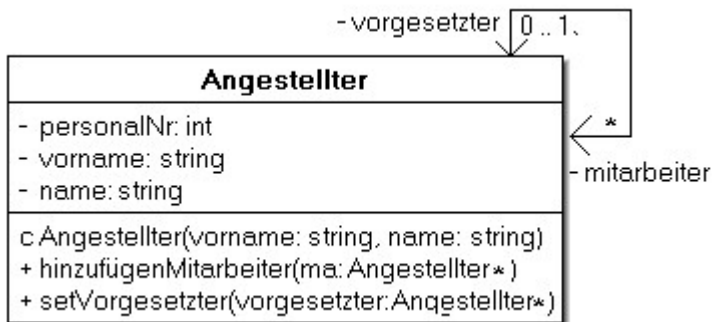 - vorgesetzter 0..1
Angestellter
*
- personalNr: int
- vorname: string
- mitarbeiter
- name: string
c Angestellter(vorname: string, name: string)
+ hinzufügenMitarbeiter(ma: Angestellter*)
+ setVorgesetzter(vorgesetzter:Angestellter*)